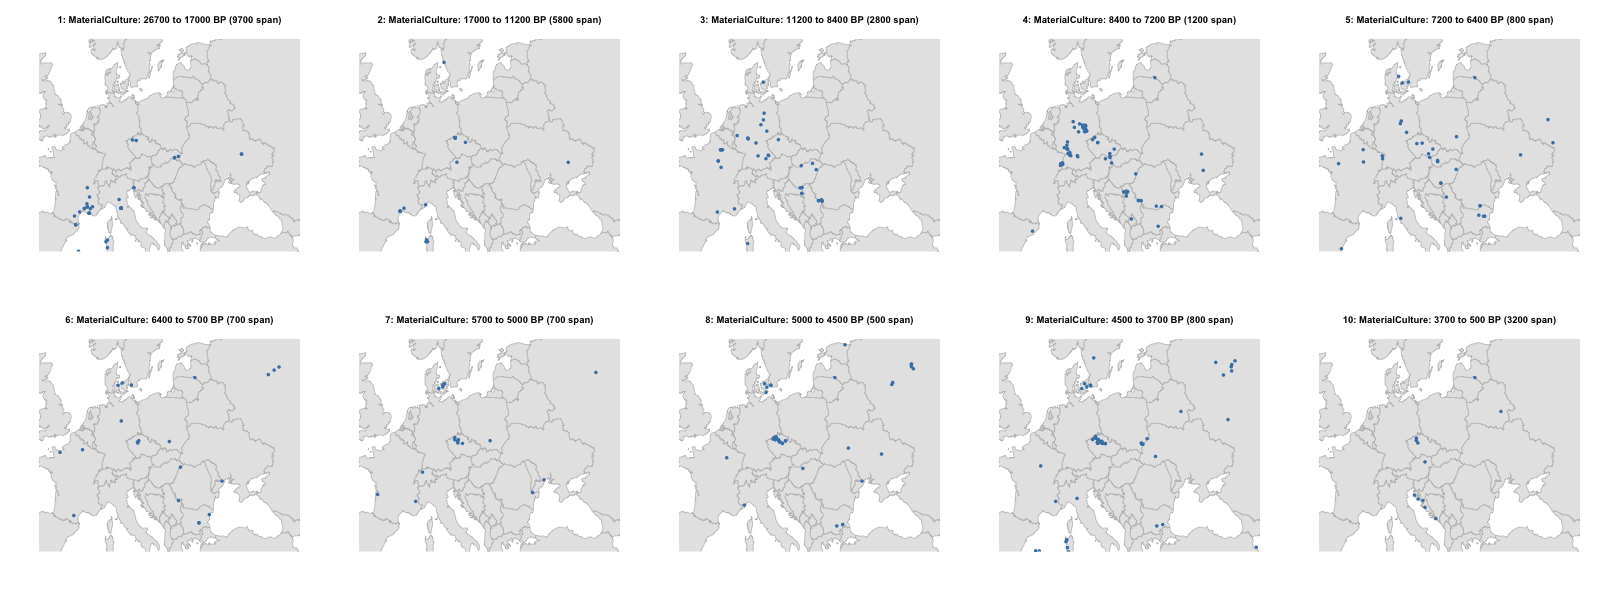 1: MaterialCulture: 26700 to 17000 BP (9700 span)
2: MaterialCulture: 17000 to 11200 BP (5800 span)
3: MaterialCulture: 11200 to 8400 BP (2800 span)
4: MaterialCulture: 8400 to 7200 BP (1200 span)
5: MaterialCulture: 7200 to 6400 BP (800 span)
6: MaterialCulture: 6400 to 5700 BP (700 span)
7: MaterialCulture: 5700 to 5000 BP (700 span)
8: MaterialCulture: 5000 to 4500 BP (500 span)
9: MaterialCulture: 4500 to 3700 BP (800 span)
10: MaterialCulture: 3700 to 500 BP (3200 span)